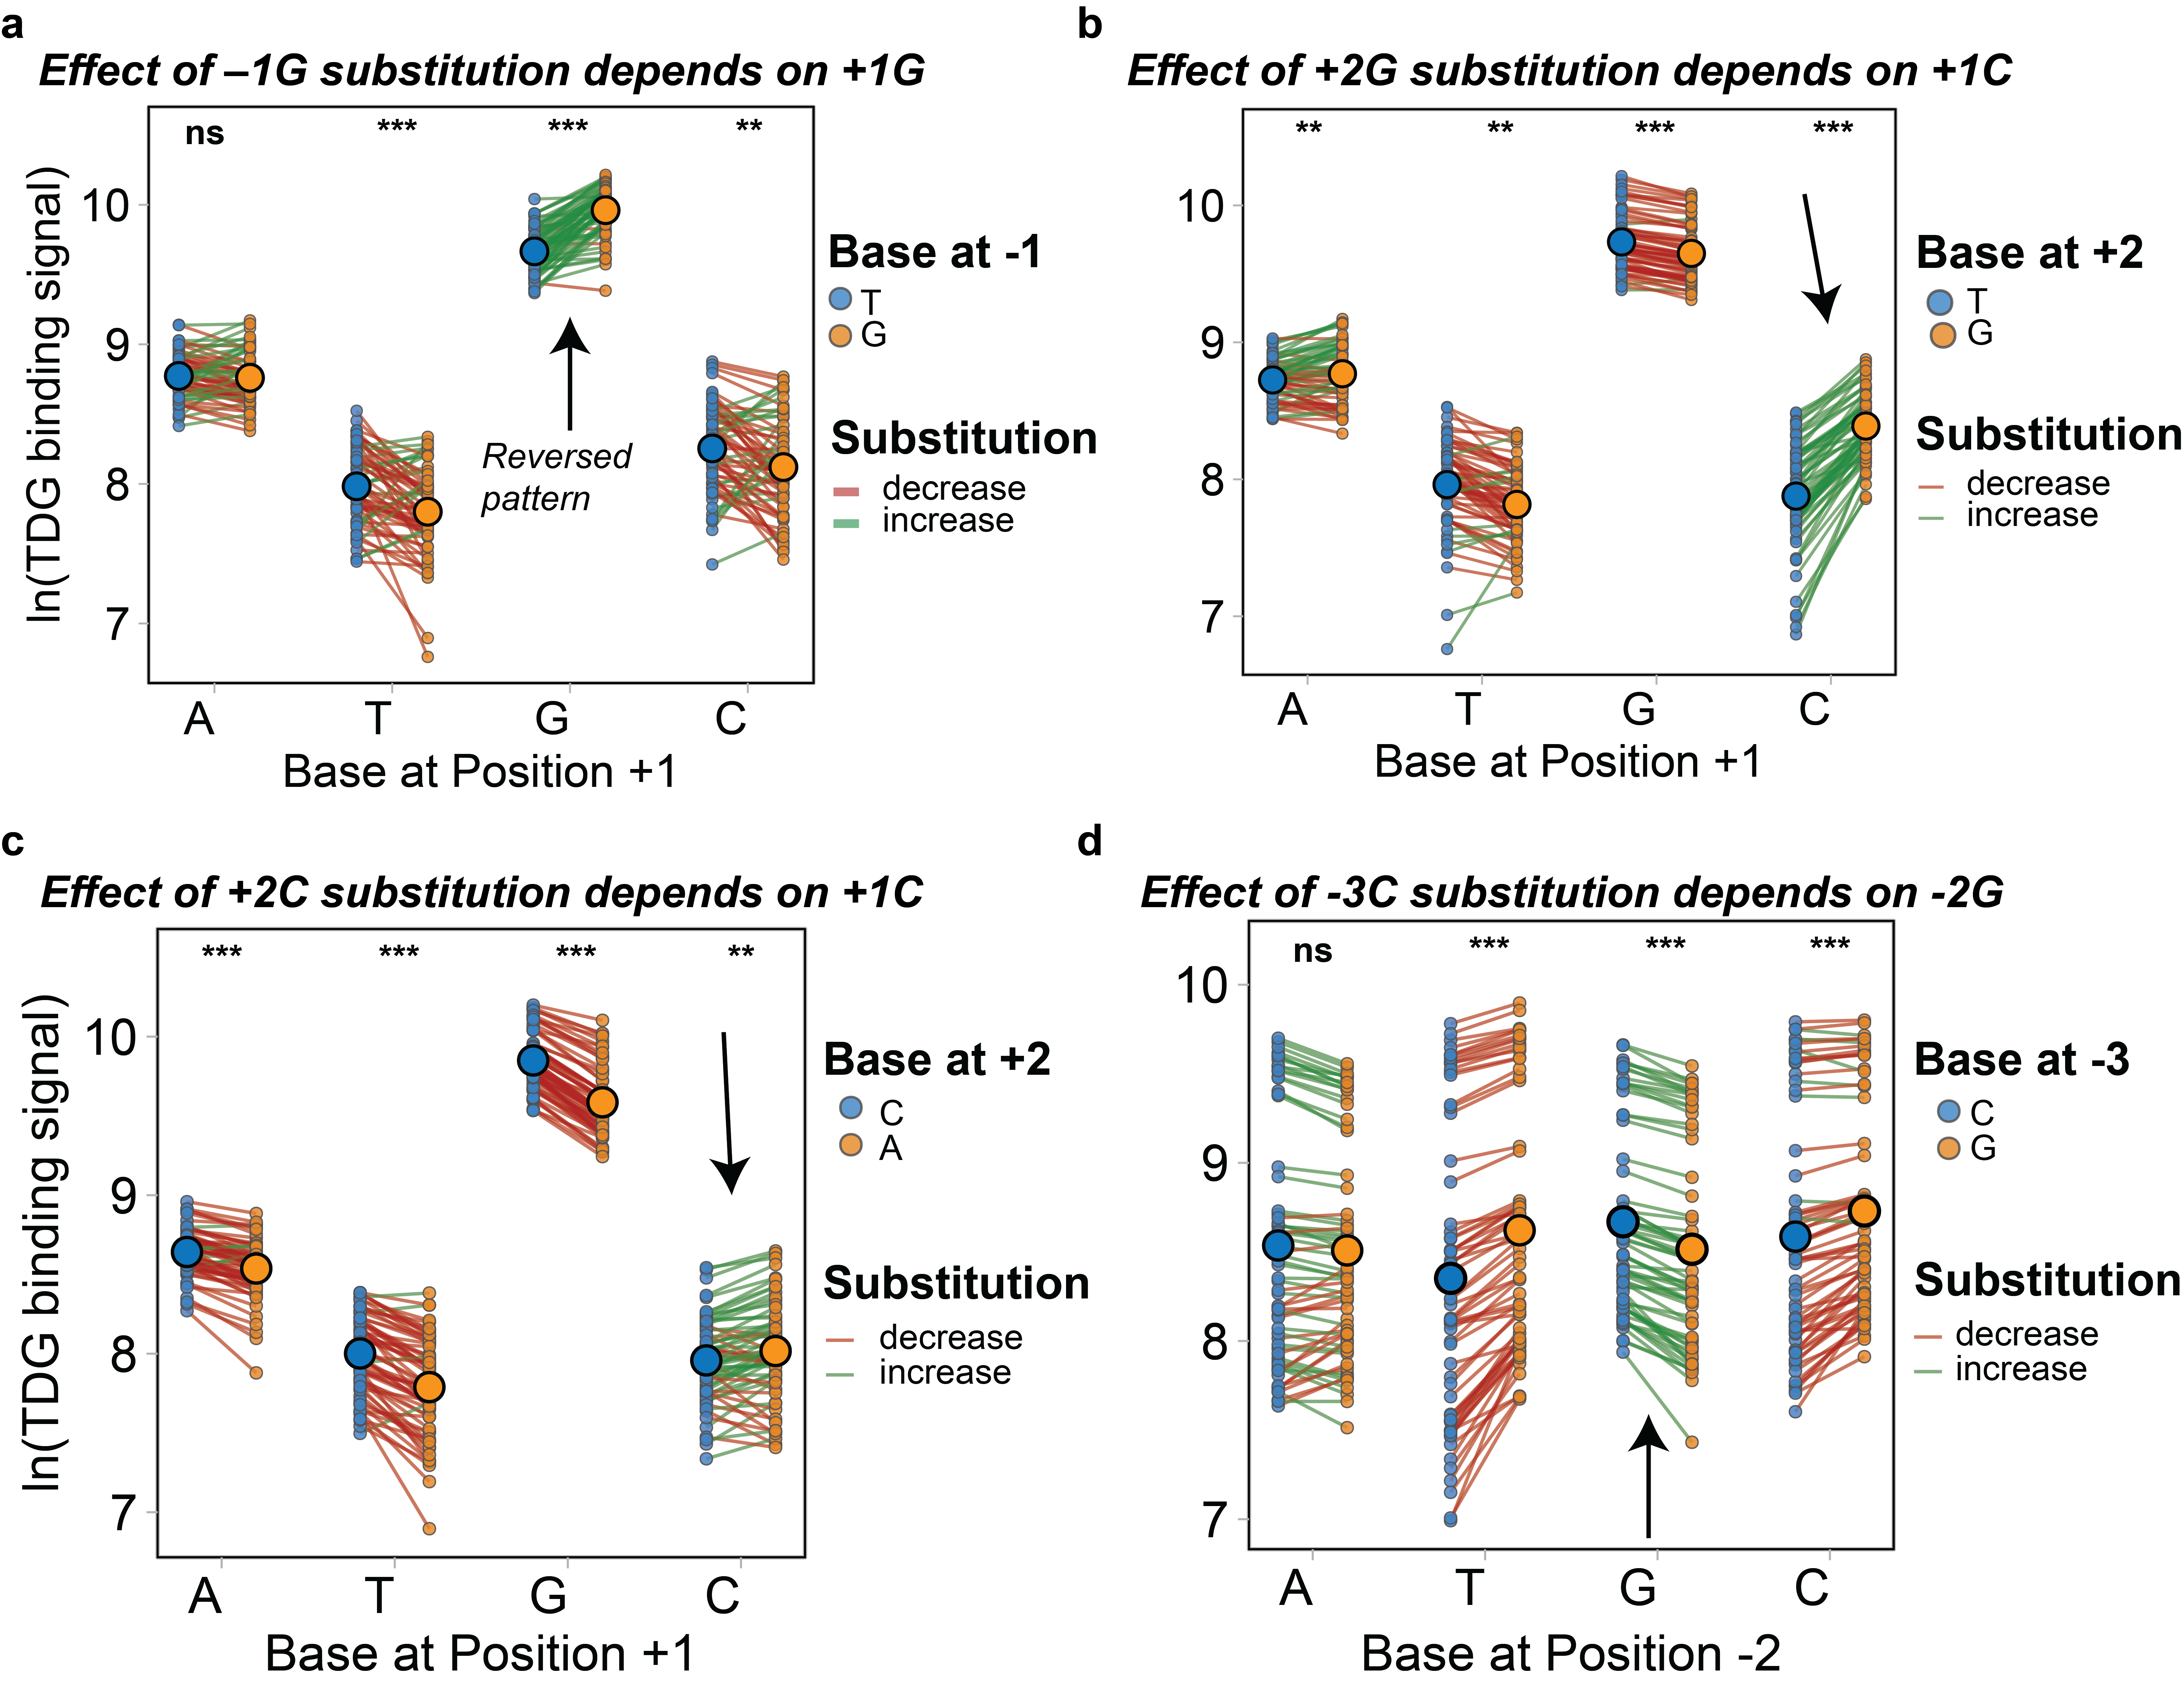 a
Effect of –1G substitution depends on +1G
ns *** *** **
ln(TDG binding signal)
10
9
8
7
Reversed
pattern
A T G C
Base at Position +1
Base at -1
T
G
Substitution
decrease
increase
b
Effect of +2G substitution depends on +1C
** ** *** ***
10
9
8
7
A T G C
Base at Position +1
Base at +2
T
G
Substitution
decrease
increase
c
Effect of +2C substitution depends on +1C
*** *** *** **
ln(TDG binding signal)
10
9
8
7
A T G C
Base at Position +1
Base at +2
C
A
Substitution
decrease
increase
d
Effect of -3C substitution depends on -2G
ns *** *** ***
10
9
8
7
A T G C
Base at Position -2
Base at -3
C
G
Substitution
decrease
increase